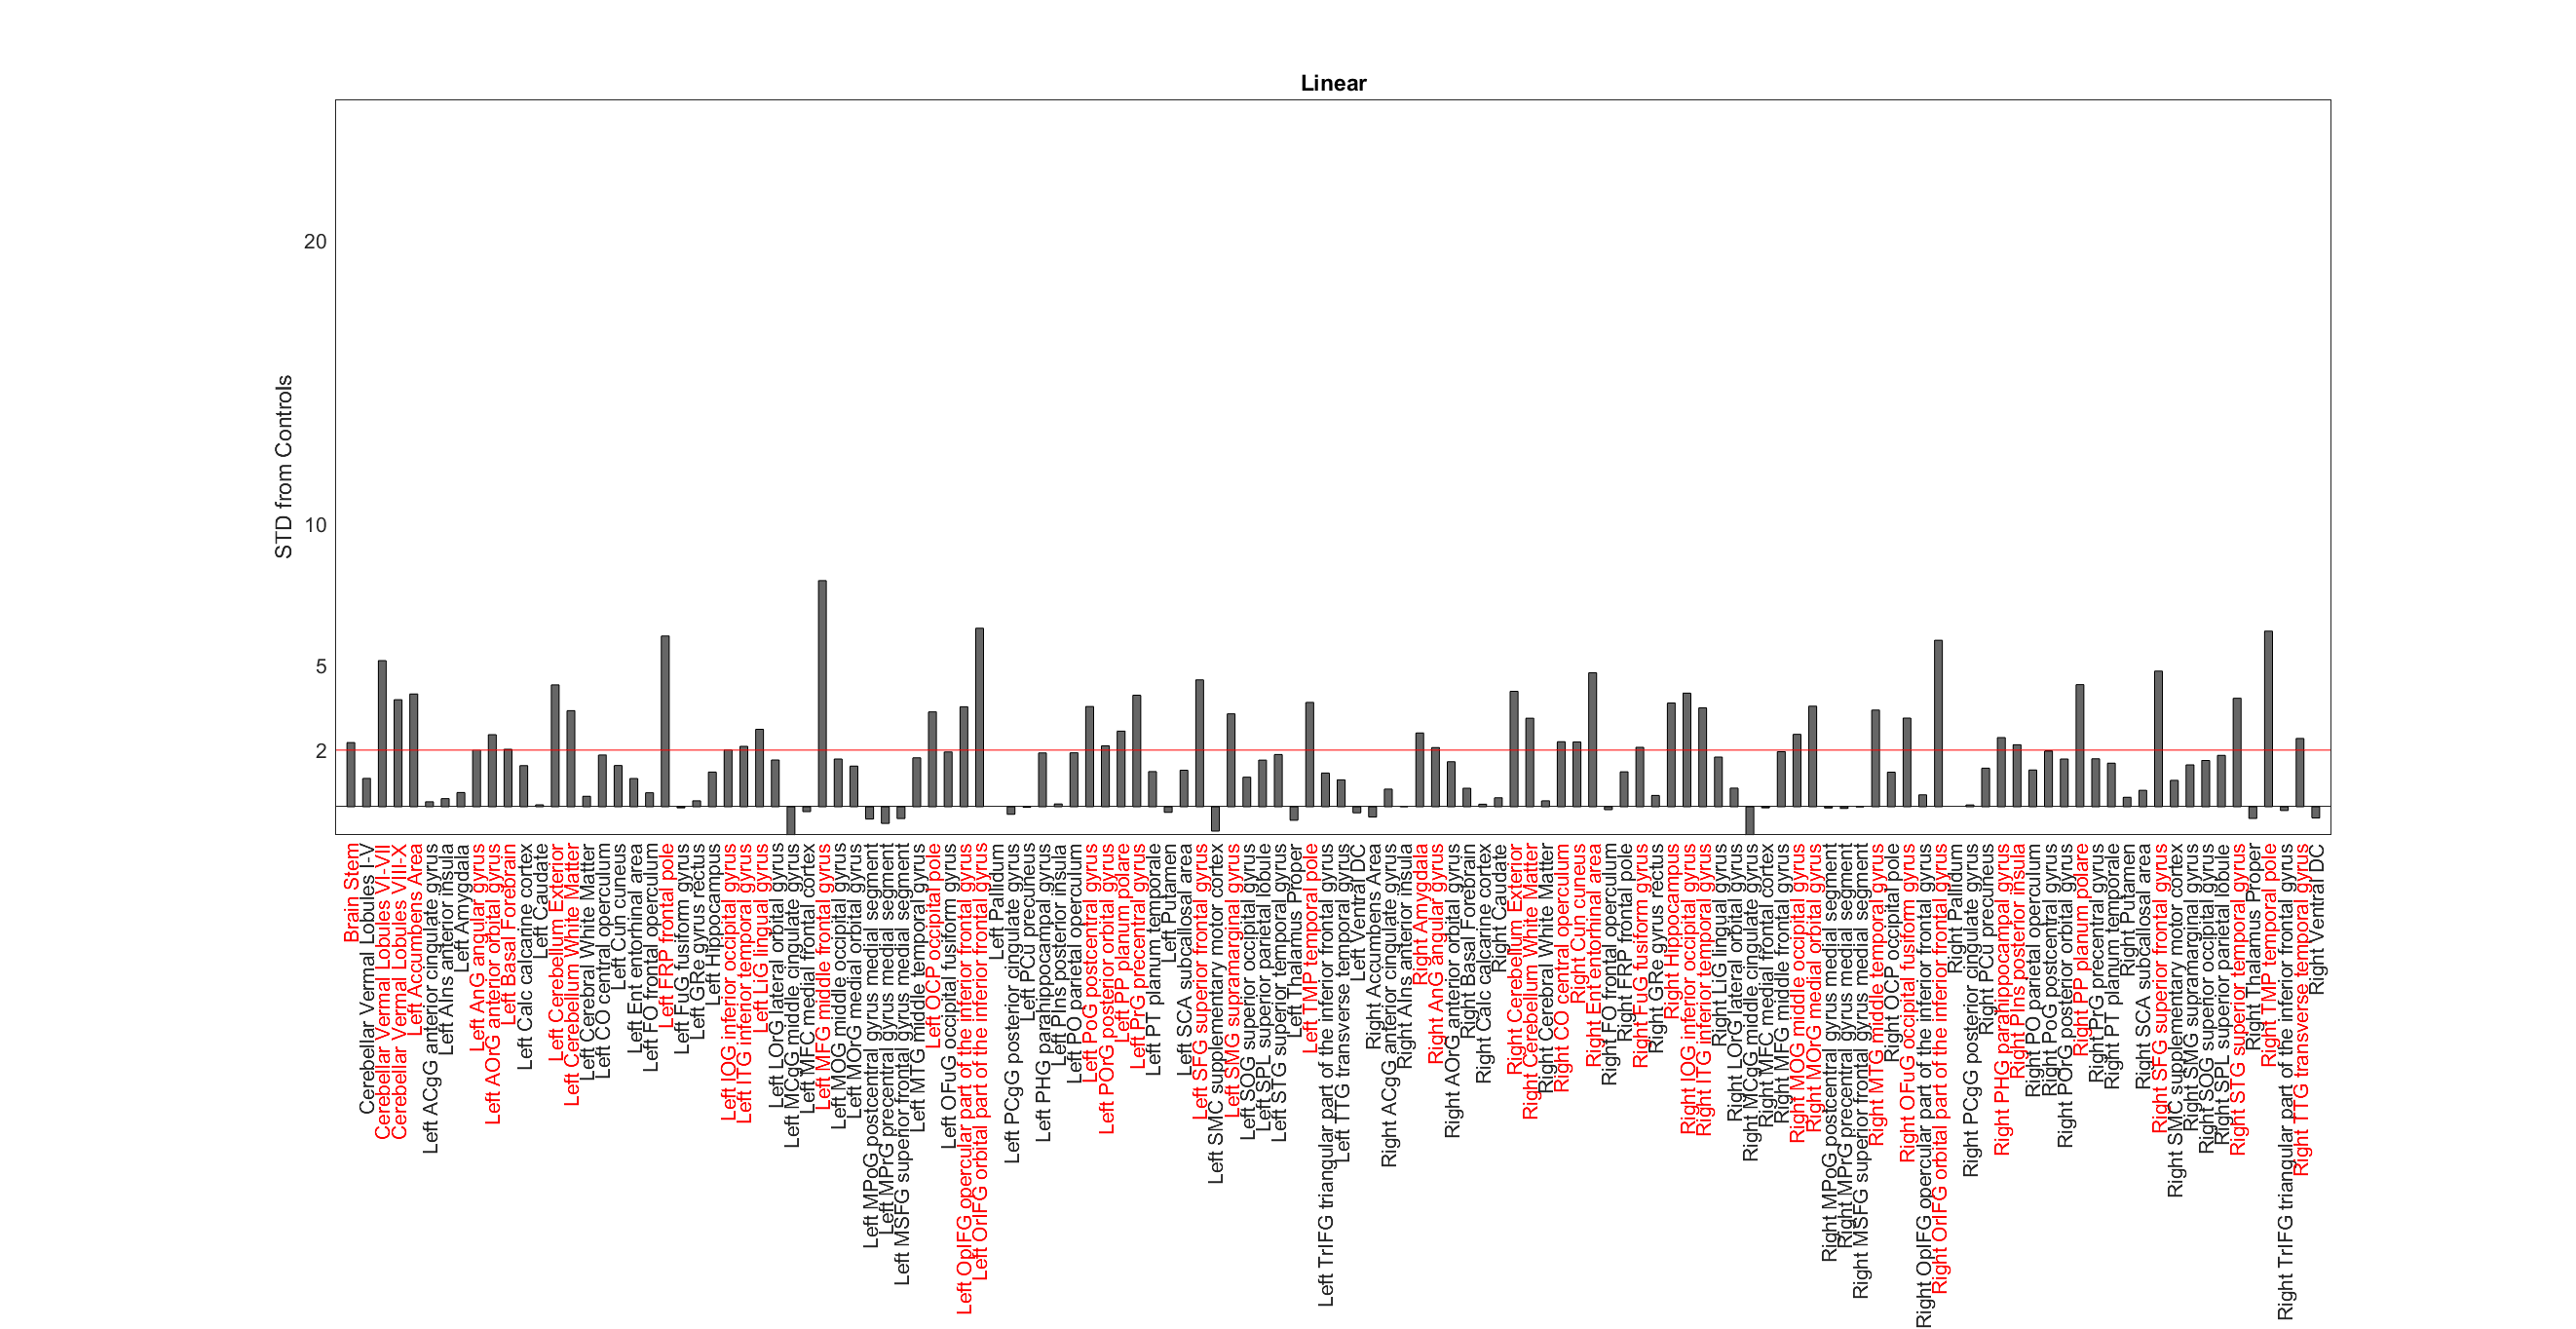 Linear
STD from Controls
20
10
5
2
Brain Stem
Cerebellar Vermal Lobules I-V
Cerebellar Vermal Lobules VI-VII
Cerebellar Vermal Lobules VIII-X
Left Accumbens Area
Left ACgG anterior cingulate gyrus
Left AIns anterior insula
Left Amygdala
Left AnG angular gyrus
Left AOrG anterior orbital gyrus
Left Basal Forebrain
Left Calc calcarine cortex
Left Caudate
Left Cerebellum Exterior
Left Cerebellum White Matter
Left Cerebral White Matter
Left CO central operculum
Left Cun cuneus
Left Ent entorhinal area
Left FO frontal operculum
Left FRP frontal pole
Left FuG fusiform gyrus
Left GRe gyrus rectus
Left Hippocampus
Left IOG inferior occipital gyrus
Left ITG inferior temporal gyrus
Left LiG lingual gyrus
Left LOrG lateral orbital gyrus
Left MCgG middle cingulate gyrus
Left MFC medial frontal cortex
Left MFG middle frontal gyrus
Left MOG middle occipital gyrus
Left MOrG medial orbital gyrus
Left MPoG postcentral gyrus medial segment
Left MPrG precentral gyrus medial segment
Left MSFG superior frontal gyrus medial segment
Left MTG middle temporal gyrus
Left OCP occipital pole
Left OFuG occipital fusiform gyrus
Left OpIFG opercular part of the inferior frontal gyrus
Left OrIFG orbital part of the inferior frontal gyrus
Left Pallidum
Left PCgG posterior cingulate gyrus
Left PCu precuneus
Left PHG parahippocampal gyrus
Left PIns posterior insula
Left PO parietal operculum
Left PoG postcentral gyrus
Left POrG posterior orbital gyrus
Left PP planum polare
Left PrG precentral gyrus
Left PT planum temporale
Left Putamen
Left SCA subcallosal area
Left SFG superior frontal gyrus
Left SMC supplementary motor cortex
Left SMG supramarginal gyrus
Left SOG superior occipital gyrus
Left SPL superior parietal lobule
Left STG superior temporal gyrus
Left Thalamus Proper
Left TMP temporal pole
Left TrIFG triangular part of the inferior frontal gyrus
Left TTG transverse temporal gyrus
Left Ventral DC
Right Accumbens Area
Right ACgG anterior cingulate gyrus
Right AIns anterior insula
Right Amygdala
Right AnG angular gyrus
Right AOrG anterior orbital gyrus
Right Basal Forebrain
Right Calc calcarine cortex
Right Caudate
Right Cerebellum Exterior
Right Cerebellum White Matter
Right Cerebral White Matter
Right CO central operculum
Right Cun cuneus
Right Ent entorhinal area
Right FO frontal operculum
Right FRP frontal pole
Right FuG fusiform gyrus
Right GRe gyrus rectus
Right Hippocampus
Right IOG inferior occipital gyrus
Right ITG inferior temporal gyrus
Right LiG lingual gyrus
Right LOrG lateral orbital gyrus
Right MCgG middle cingulate gyrus
Right MFC medial frontal cortex
Right MFG middle frontal gyrus
Right MOG middle occipital gyrus
Right MOrG medial orbital gyrus
Right MPoG postcentral gyrus medial segment
Right MPrG precentral gyrus medial segment
Right MSFG superior frontal gyrus medial segment
Right MTG middle temporal gyrus
Right OCP occipital pole
Right OFuG occipital fusiform gyrus
Right OpIFG opercular part of the inferior frontal gyrus
Right OrIFG orbital part of the inferior frontal gyrus
Right Pallidum
Right PCgG posterior cingulate gyrus
Right PCu precuneus
Right PHG parahippocampal gyrus
Right PIns posterior insula
Right PO parietal operculum
Right PoG postcentral gyrus
Right POrG posterior orbital gyrus
Right PP planum polare
Right PrG precentral gyrus
Right PT planum temporale
Right Putamen
Right SCA subcallosal area
Right SFG superior frontal gyrus
Right SMC supplementary motor cortex
Right SMG supramarginal gyrus
Right SOG superior occipital gyrus
Right SPL superior parietal lobule
Right STG superior temporal gyrus
Right Thalamus Proper
Right TMP temporal pole
Right TrIFG triangular part of the inferior frontal gyrus
Right TTG transverse temporal gyrus
Right Ventral DC